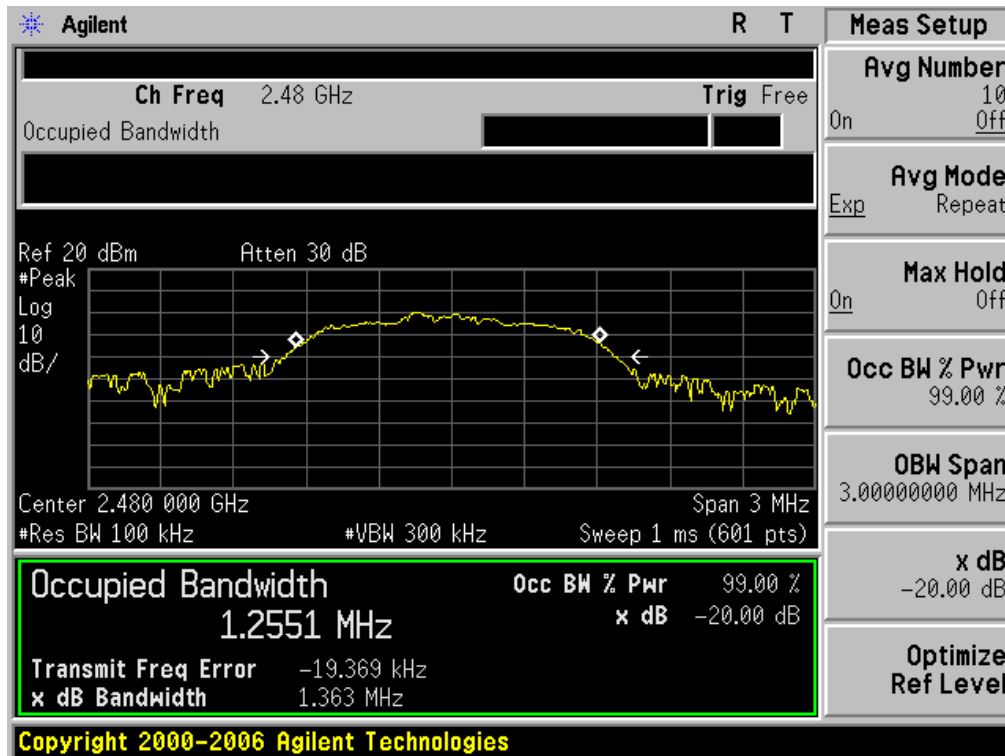 Agilent R T
Ch Freq 2.48 GHz Trig Free
Occupied Bandwidth
Ref 20 dBm Atten 30 dB
#Peak
Log
10
dB/
Center 2.480 000 GHz Span 3 MHz
#Res BW 100 kHz #VBW 300 kHz Sweep 1 ms (601 pts)
Occupied Bandwidth
1.2551 MHz
Occ BW % Pwr 99.00 %
x dB -20.00 dB
Transmit Freq Error -19.369 kHz
x dB Bandwidth 1.363 MHz
Copyright 2000-2006 Agilent Technologies
Meas Setup
Avg Number
10
On Off
Avg Mode
Exp Repeat
Max Hold
On Off
Occ BW % Pwr
99.00 %
OBW Span
3.00000000 MHz
x dB
-20.00 dB
Optimize
Ref Level